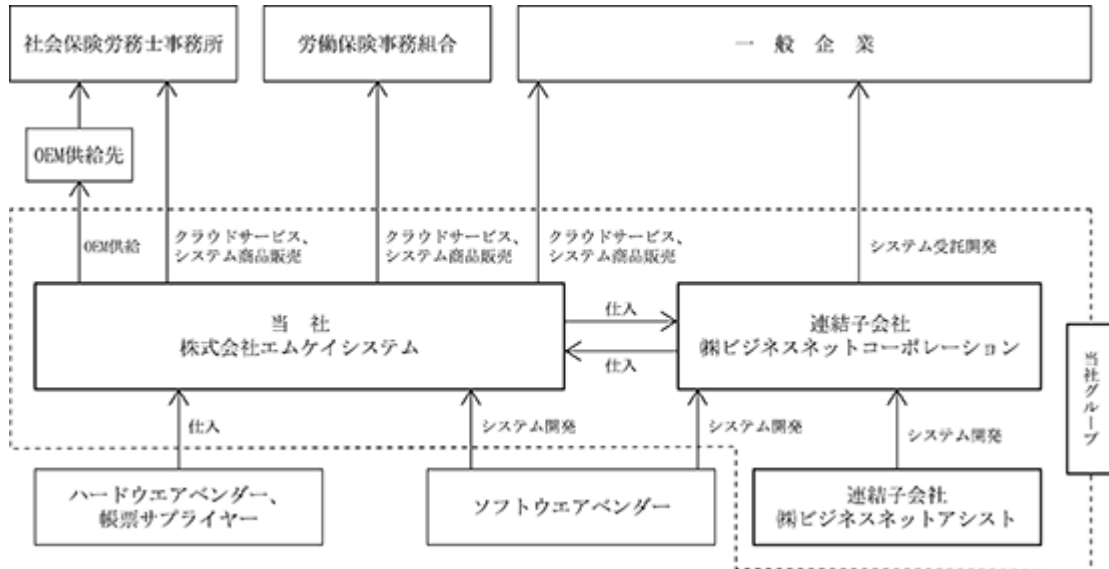 社会保険労務士事務所
労働保険事務組合
一 般 企 業
OEM供給先
OEM供給
クラウドサービス、
システム商品販売
クラウドサービス、
システム商品販売
クラウドサービス、
システム商品販売
システム受託開発
当 社
株式会社エムケイシステム
仕入
仕入
連結子会社
㈱ビジネスネットコーポレーション
当社グループ
仕入
システム開発
システム開発
システム開発
ハードウエアベンダー、
帳票サプライヤー
ソフトウエアベンダー
連結子会社
㈱ビジネスネットアシスト